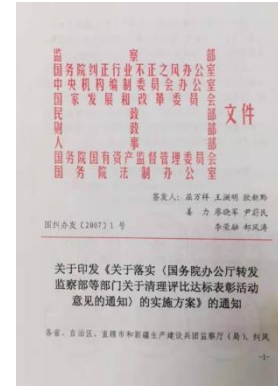 监察部
国务院纠正行业不正之风办公室
中央机构编制委员会办公室
国家发展和改革委员会
民政部
财政部
人事部
国务院国有资产监督管理委员会
国务院法制办公室
文件
签发人：屈万祥 王澜明 欧新黔
姜力 廖晓军 尹蔚民
李荣融 郜风涛
国纠办发〔2007〕1号
关于印发《关于落实〈国务院办公厅转发
监察部等部门关于清理评比达标表彰活动
意见的通知〉的实施方案》的通知
各省、自治区、直辖市和新疆生产建设兵团监察厅（局）、纠风
-1-